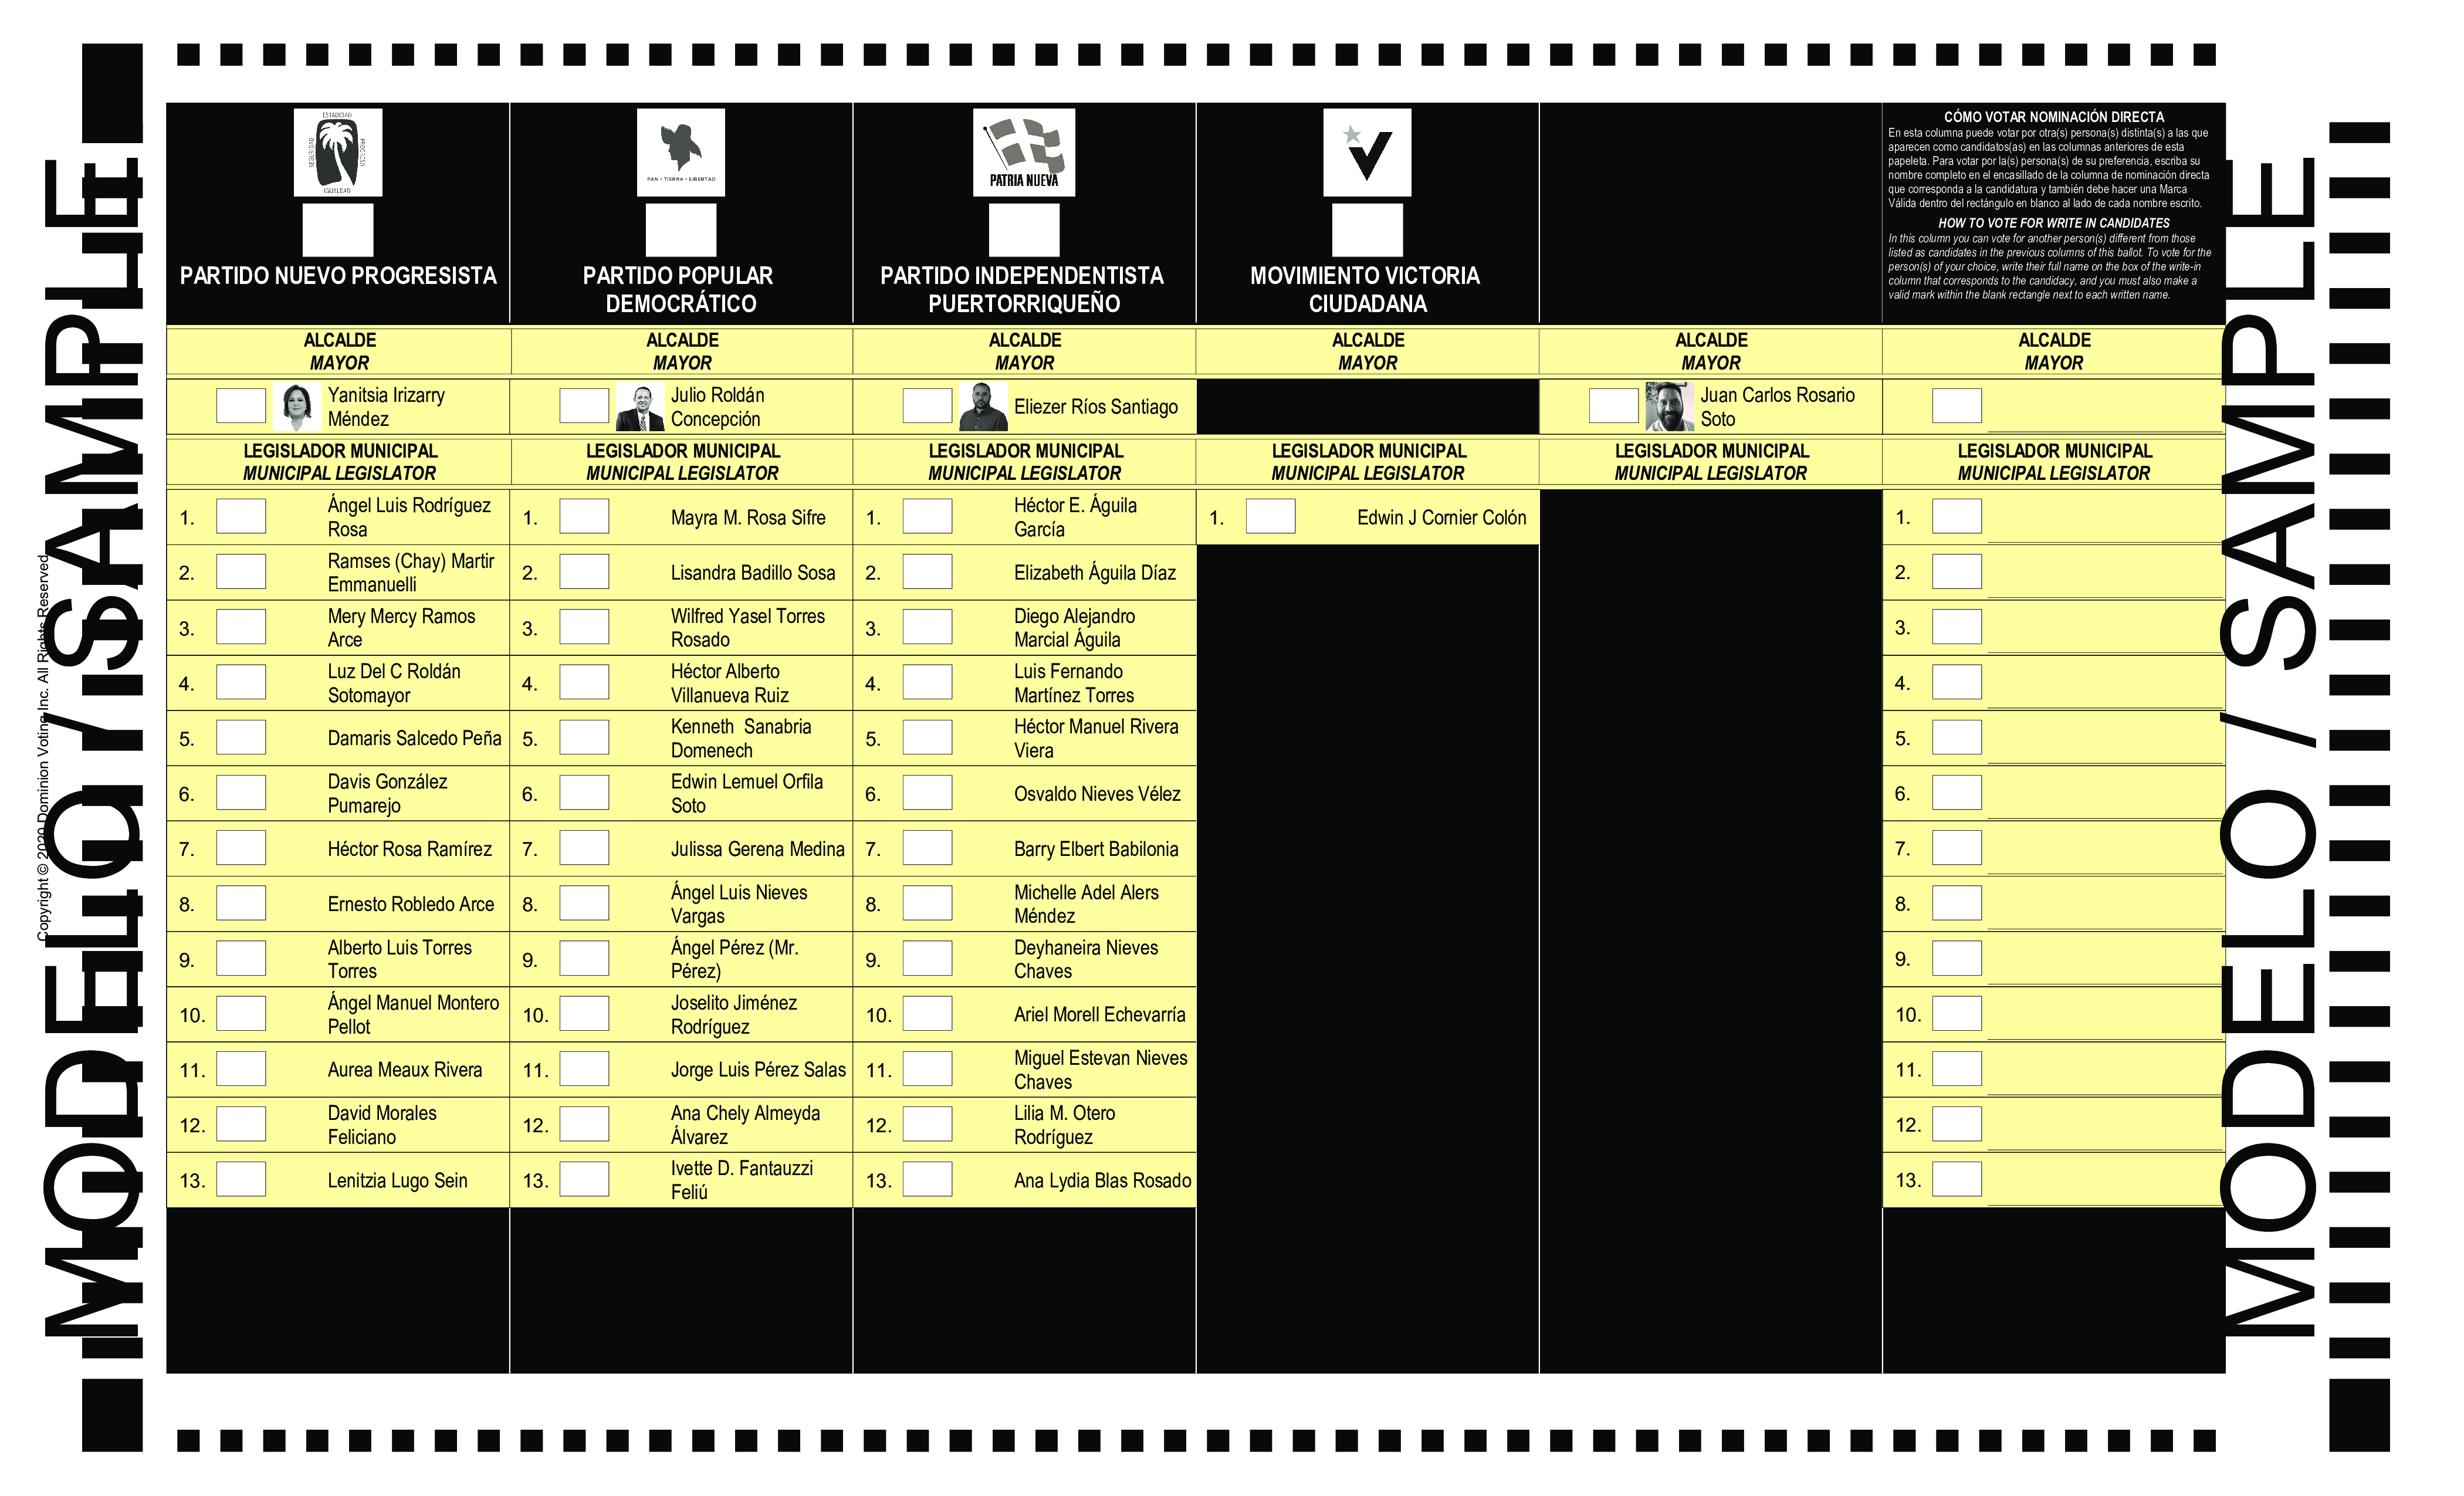 ESTADIDAD
SEGURIDAD
PROGRESO
IGUALDAD
PARTIDO NUEVO PROGRESISTA
PAN • TIERRA • LIBERTAD
PARTIDO POPULAR
DEMOCRÁTICO
PATRIA NUEVA
PARTIDO INDEPENDENTISTA
PUERTORRIQUEÑO
MOVIMIENTO VICTORIA
CIUDADANA
CÓMO VOTAR NOMINACIÓN DIRECTA
En esta columna puede votar por otra(s) persona(s) distinta(s) a las que
aparecen como candidatos(as) en las columnas anteriores de esta
papeleta. Para votar por la(s) persona(s) de su preferencia, escriba su
nombre completo en el encasillado de la columna de nominación directa
que corresponda a la candidatura y también debe hacer una Marca
Válida dentro del rectángulo en blanco al lado de cada nombre escrito.
HOW TO VOTE FOR WRITE IN CANDIDATES
In this column you can vote for another person(s) different from those
listed as candidates in the previous columns of this ballot. To vote for the
person(s) of your choice, write their full name on the box of the write-in
column that corresponds to the candidacy, and you must also make a
valid mark within the blank rectangle next to each written name.
ALCALDE
MAYOR
Yanitsia Irizarry
Méndez
LEGISLADOR MUNICIPAL
MUNICIPAL LEGISLATOR
1. Ángel Luis Rodríguez
Rosa
2. Ramses (Chay) Martir
Emmanuelli
3. Mery Mercy Ramos
Arce
4. Luz Del C Roldán
Sotomayor
5. Damaris Salcedo Peña
6. Davis González
Pumarejo
7. Héctor Rosa Ramírez
8. Ernesto Robledo Arce
9. Alberto Luis Torres
Torres
10. Ángel Manuel Montero
Pellot
11. Aurea Meaux Rivera
12. David Morales
Feliciano
13. Lenitzia Lugo Sein
ALCALDE
MAYOR
Julio Roldán
Concepción
LEGISLADOR MUNICIPAL
MUNICIPAL LEGISLATOR
1. Mayra M. Rosa Sifre
2. Lisandra Badillo Sosa
3. Wilfred Yasel Torres
Rosado
4. Héctor Alberto
Villanueva Ruiz
5. Kenneth Sanabria
Domenech
6. Edwin Lemuel Orfila
Soto
7. Julissa Gerena Medina
8. Ángel Luis Nieves
Vargas
9. Ángel Pérez (Mr.
Pérez)
10. Joselito Jiménez
Rodríguez
11. Jorge Luis Pérez Salas
12. Ana Chely Almeyda
Álvarez
13. Ivette D. Fantauzzi
Feliú
ALCALDE
MAYOR
Eliezer Ríos Santiago
LEGISLADOR MUNICIPAL
MUNICIPAL LEGISLATOR
1. Héctor E. Águila
García
2. Elizabeth Águila Díaz
3. Diego Alejandro
Marcial Águila
4. Luis Fernando
Martínez Torres
5. Héctor Manuel Rivera
Viera
6. Osvaldo Nieves Vélez
7. Barry Elbert Babilonia
8. Michelle Adel Alers
Méndez
9. Deyhaneira Nieves
Chaves
10. Ariel Morell Echevarría
11. Miguel Estevan Nieves
Chaves
12. Lilia M. Otero
Rodríguez
13. Ana Lydia Blas Rosado
ALCALDE
MAYOR
LEGISLADOR MUNICIPAL
MUNICIPAL LEGISLATOR
1. Edwin J Cornier Colón
ALCALDE
MAYOR
Juan Carlos Rosario
Soto
LEGISLADOR MUNICIPAL
MUNICIPAL LEGISLATOR
ALCALDE
MAYOR
LEGISLADOR MUNICIPAL
MUNICIPAL LEGISLATOR
1.
2.
3.
4.
5.
6.
7.
8.
9.
10.
11.
12.
13.
MODELO / SAMPLE
Copyright © 2020 Dominion Voting Inc. All Rights Reserved
MODELO / SAMPLE